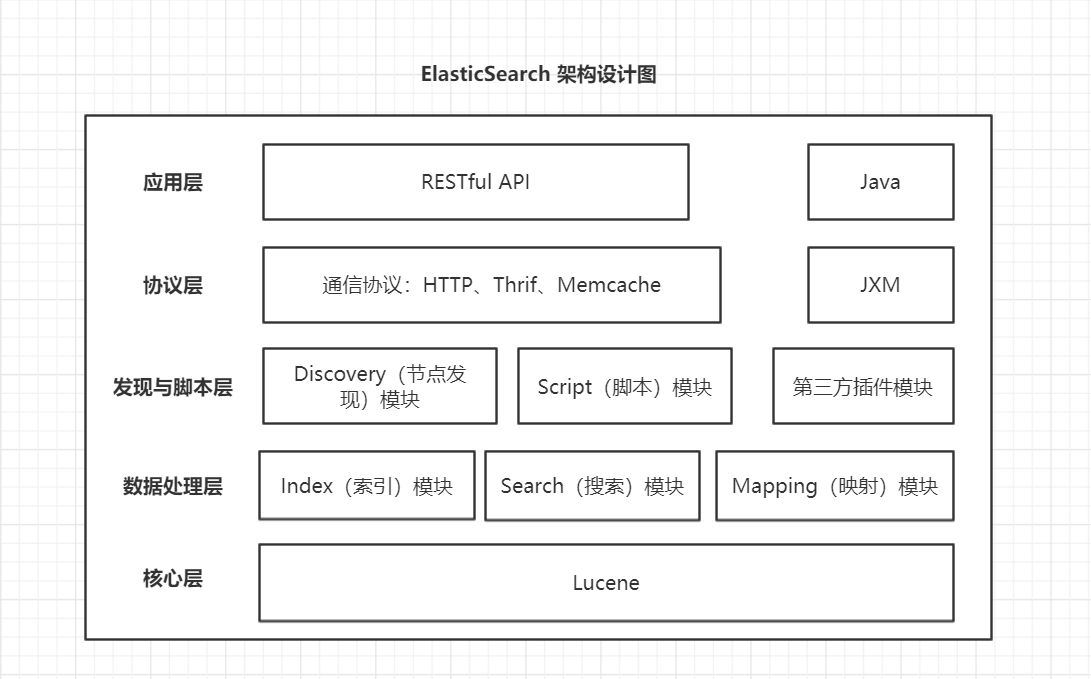 ElasticSearch 架构设计图
应用层
RESTful API
Java
协议层
通信协议：HTTP、Thrif、Memcache
JXM
发现与脚本层
Discovery（节点发
现）模块
Script（脚本）模块
第三方插件模块
数据处理层
Index（索引）模块
Search（搜索）模块
Mapping（映射）模块
核心层
Lucene